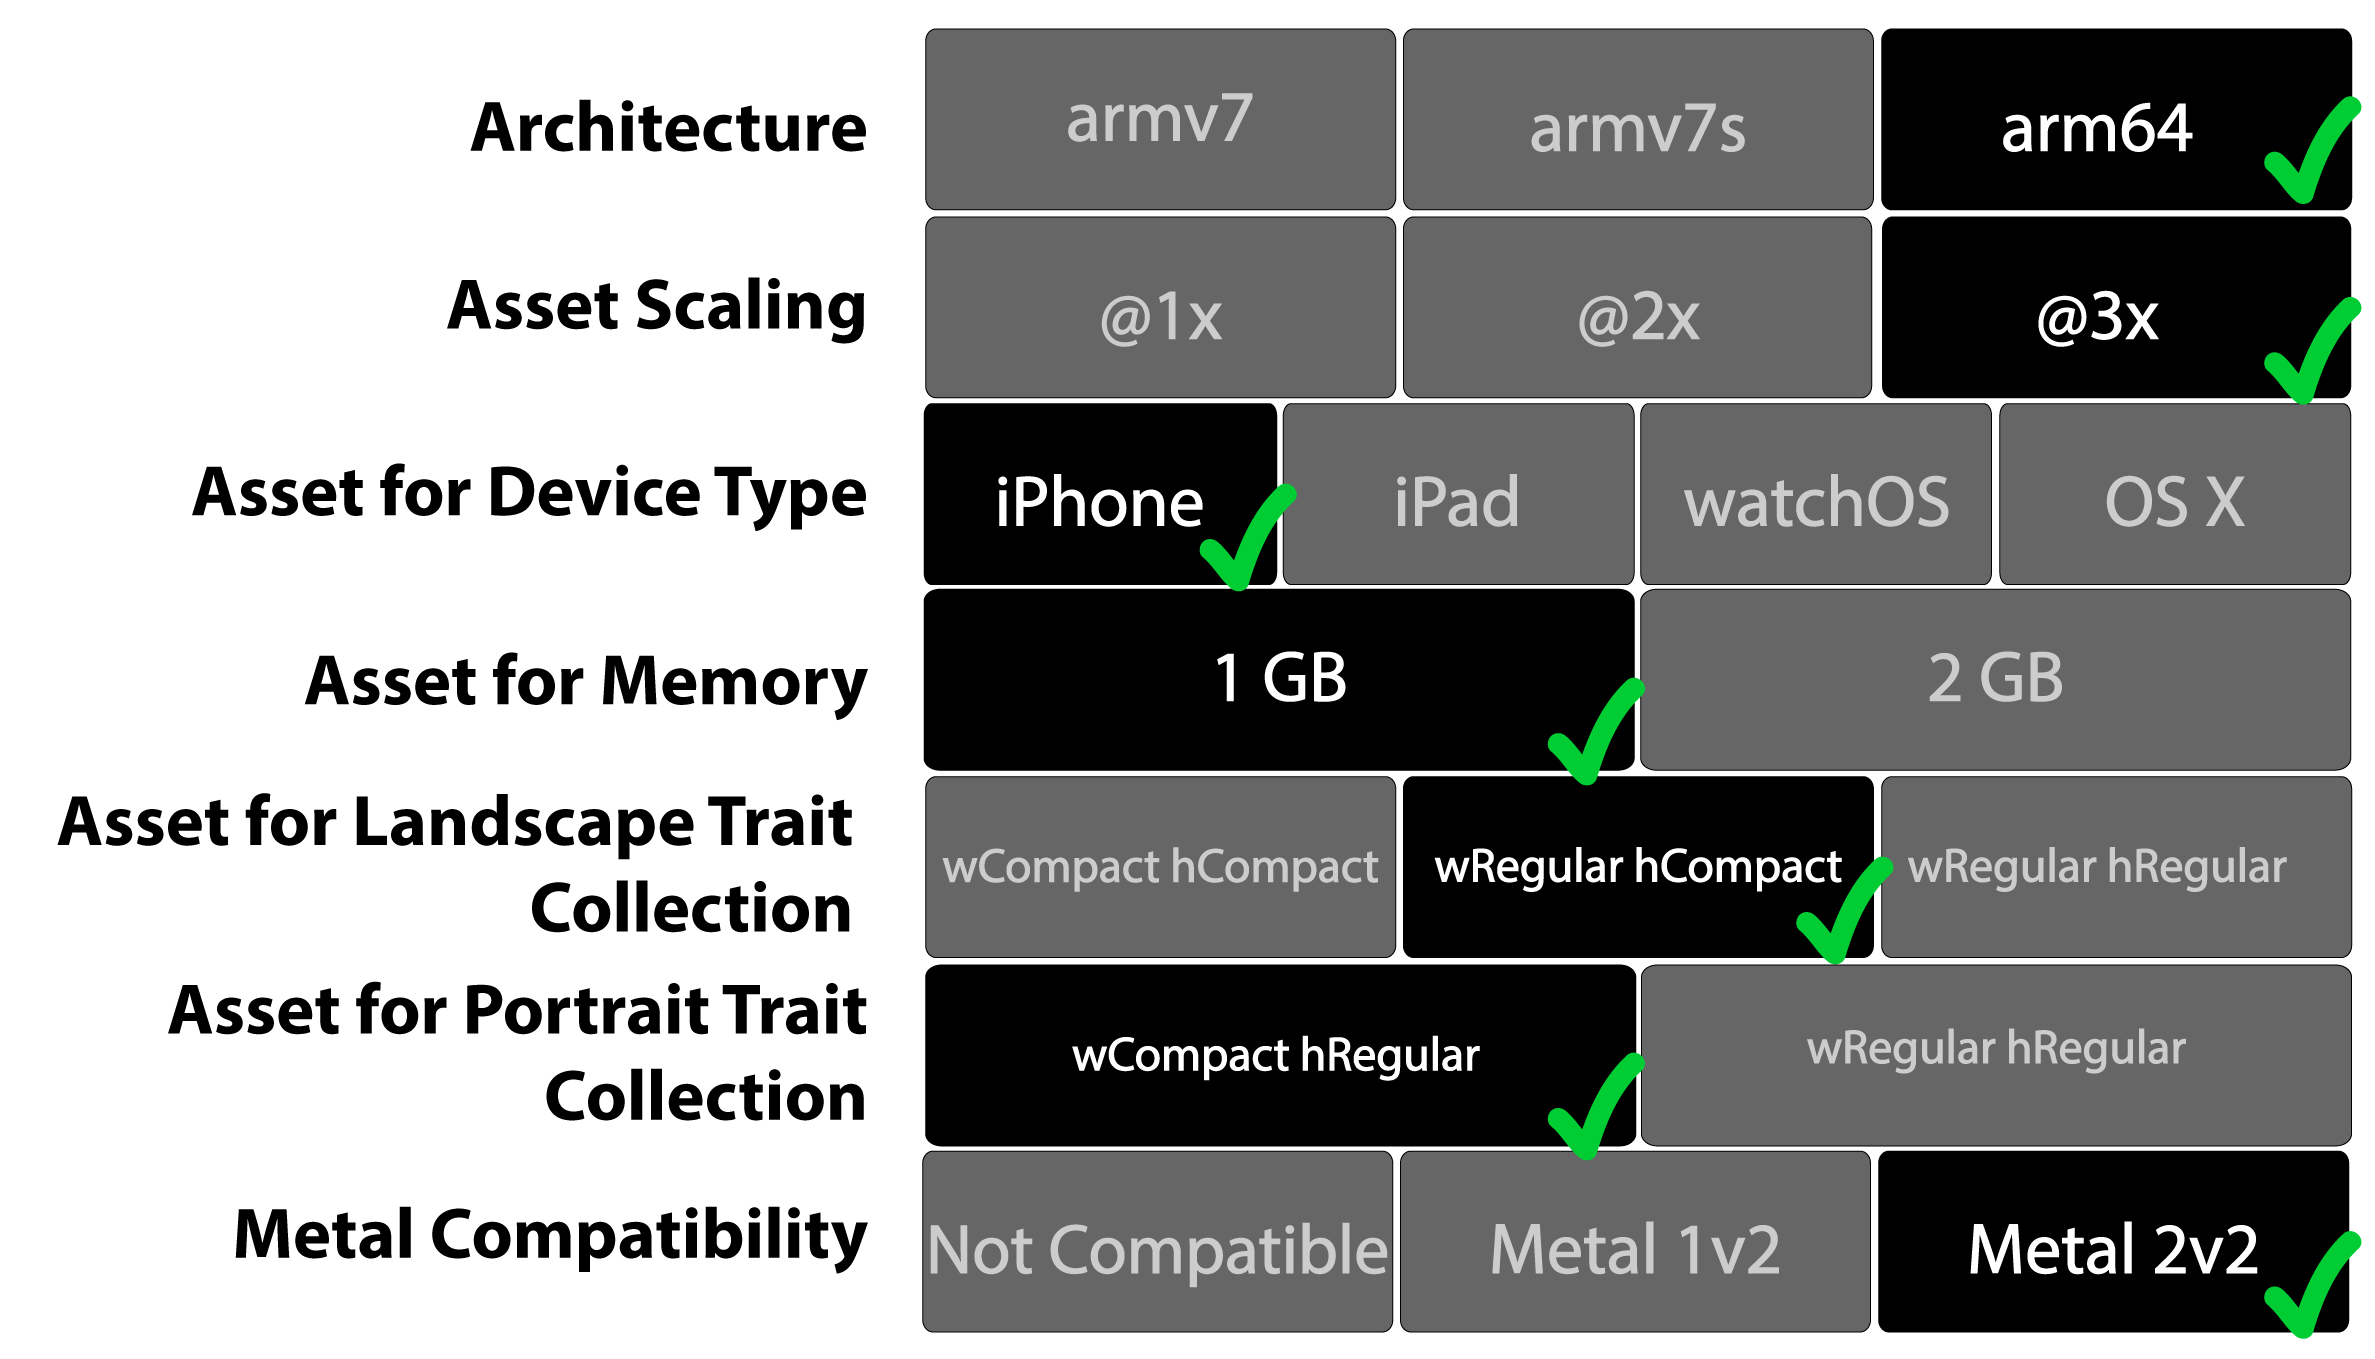 Architecture
armv7
armv7s
arm64
Asset Scaling
@1x
@2x
@3x
Asset for Device Type
iPhone
iPad
watchOS
OS X
Asset for Memory
1 GB
2 GB
Asset for Landscape Trait
Collection
wCompact hCompact
wRegular hCompact
wRegular hRegular
Asset for Portrait Trait
Collection
wCompact hRegular
wRegular hRegular
Metal Compatibility
Not Compatible
Metal 1v2
Metal 2v2